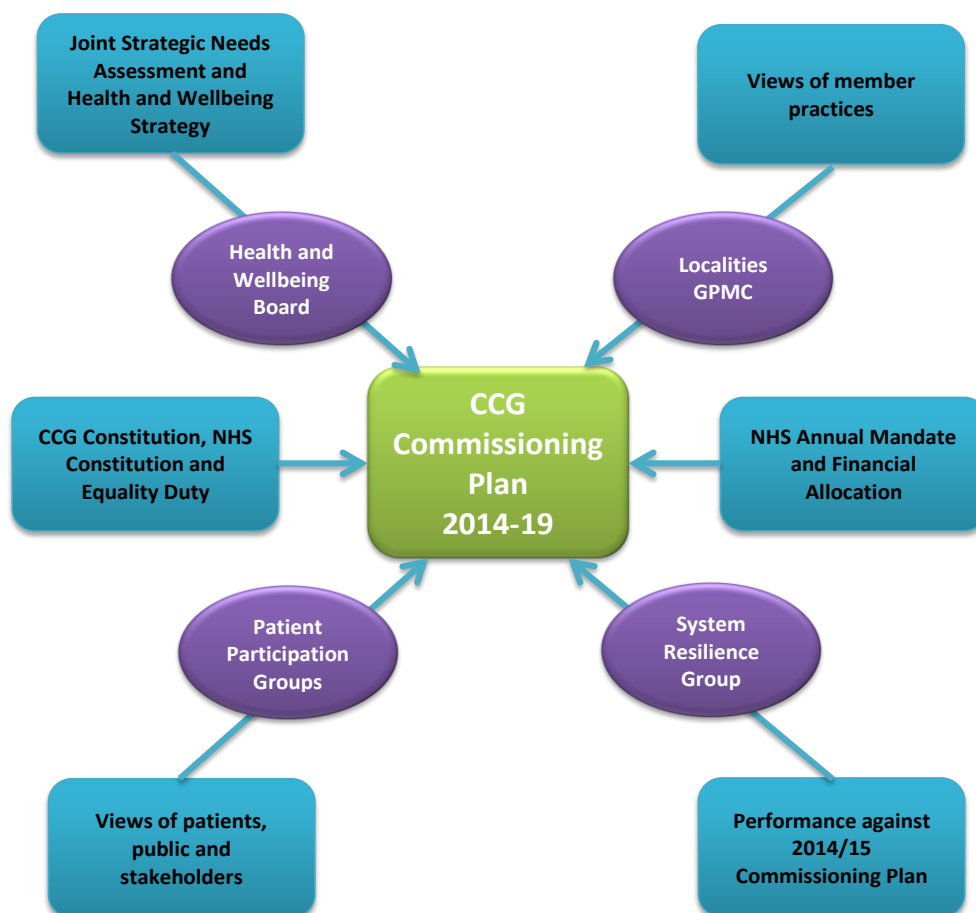 Joint Strategic Needs
Assessment and
Health and Wellbeing
Strategy
Views of member
practices
Health and
Wellbeing
Board
Localities
GPMC
CCG
Commissioning
Plan
2014-19
CCG Constitution, NHS
Constitution and
Equality Duty
NHS Annual Mandate
and Financial
Allocation
Patient
Participation
Groups
System
Resilience
Group
Views of patients,
public and
stakeholders
Performance against
2014/15
Commissioning Plan